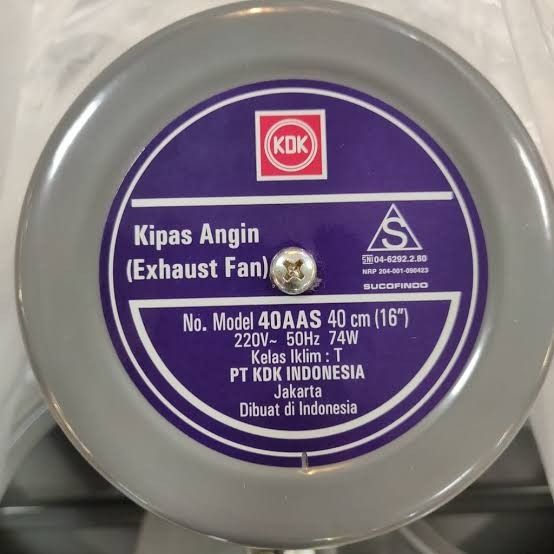 KDK
Kipas Angin
(Exhaust Fan)
S
SNI 04-6292.2.80
NRP 204-001-090423
SUCOFINDO
No. Model 40AAS 40 cm (16")
220V~ 50Hz 74W
Kelas Iklim : T
PT KDK INDONESIA
Jakarta
Dibuat di Indonesia